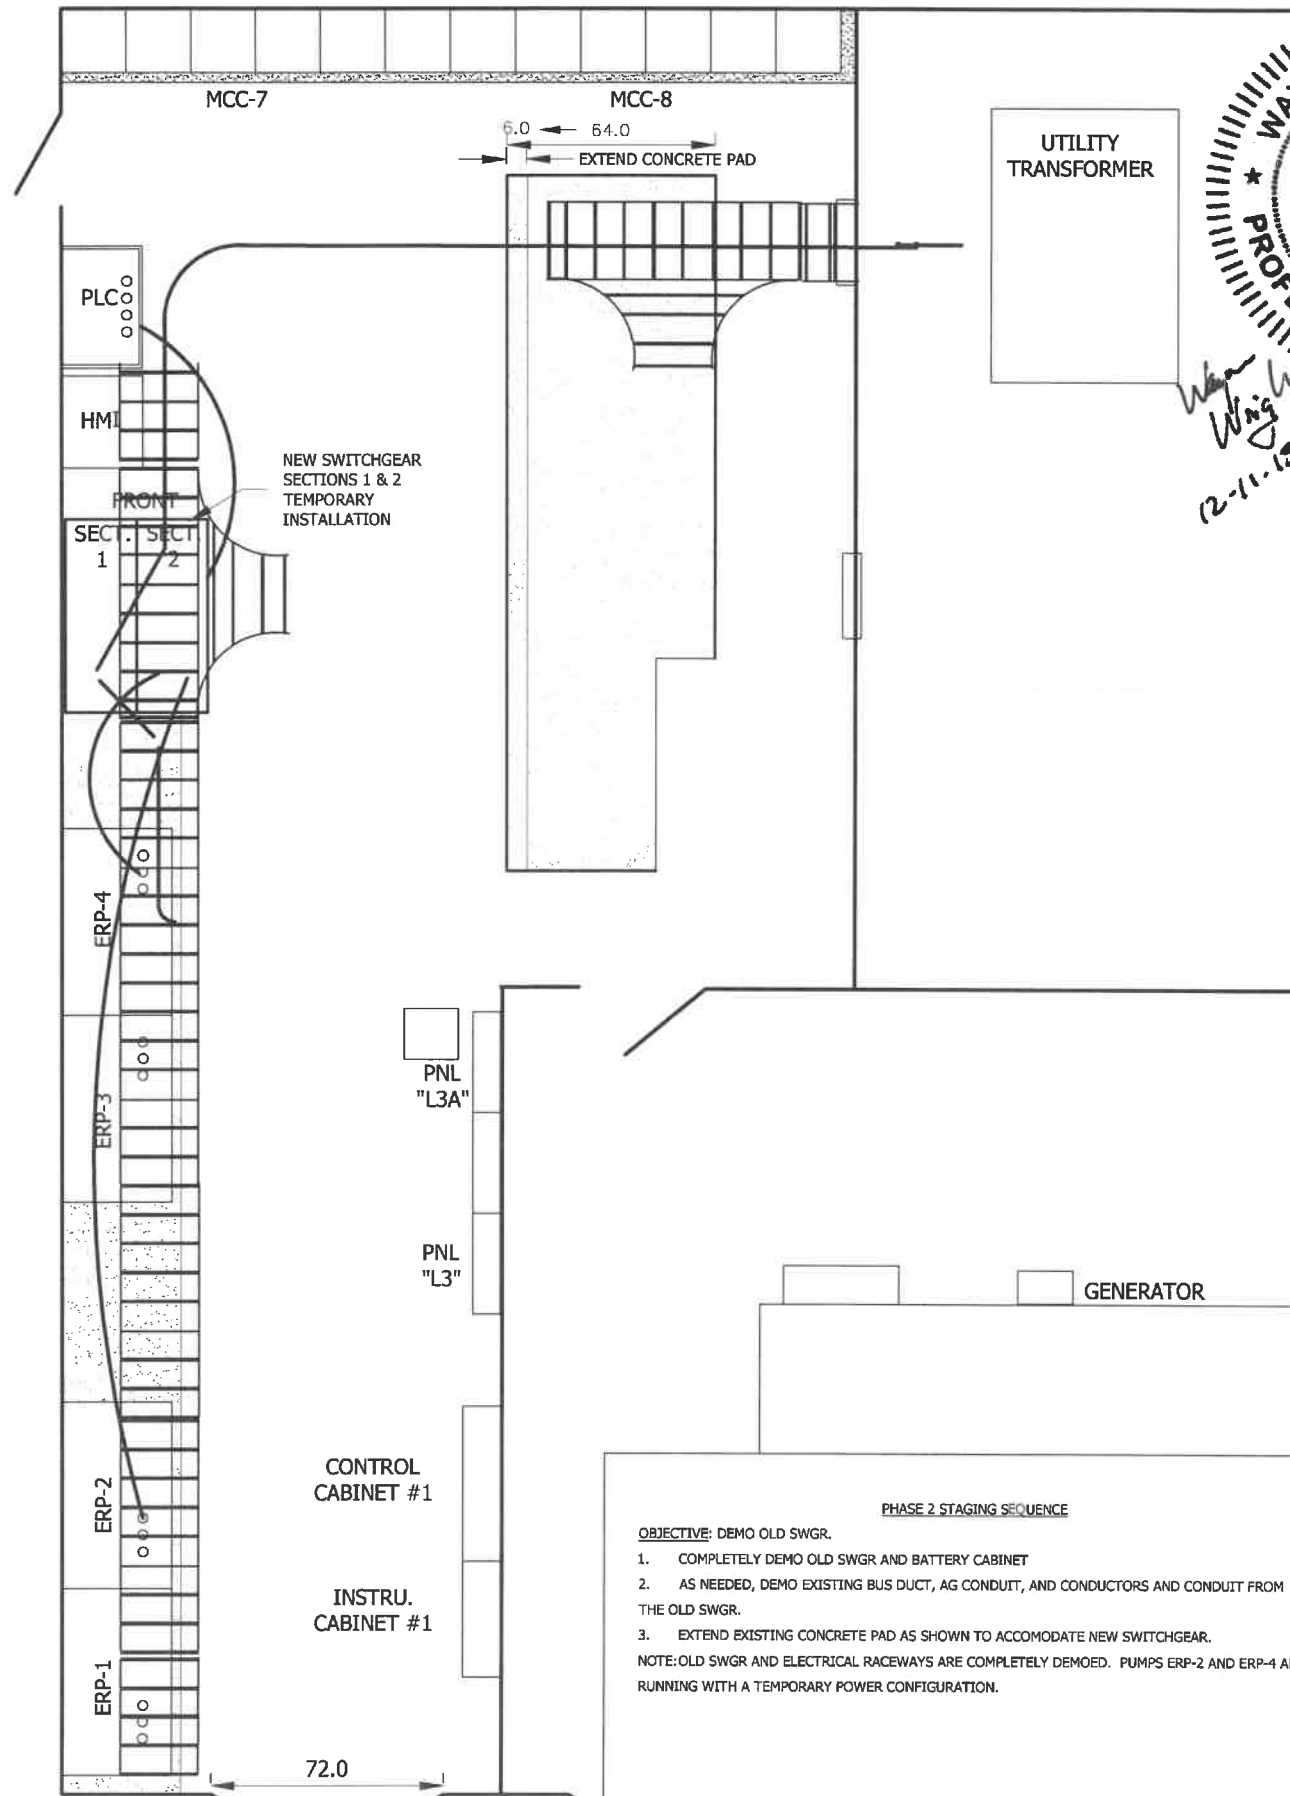 MCC-7
MCC-8
6.0
64.0
EXTEND CONCRETE PAD
UTILITY
TRANSFORMER
PLC
HMI
NEW SWITCHGEAR
SECTIONS 1 & 2
TEMPORARY
INSTALLATION
FRONT
SECT. SECT.
1 2
ERP-4
ERP-3
PNL
"L3A"
PNL
"L3"
GENERATOR
ERP-2
CONTROL
CABINET #1
INSTRU.
CABINET #1
ERP-1
72.0
PHASE 2 STAGING SEQUENCE
OBJECTIVE: DEMO OLD SWGR.
1. COMPLETELY DEMO OLD SWGR AND BATTERY CABINET
2. AS NEEDED, DEMO EXISTING BUS DUCT, AG CONDUIT, AND CONDUCTORS AND CONDUIT FROM
THE OLD SWGR.
3. EXTEND EXISTING CONCRETE PAD AS SHOWN TO ACCOMODATE NEW SWITCHGEAR.
NOTE: OLD SWGR AND ELECTRICAL RACEWAYS ARE COMPLETELY DEMOED. PUMPS ERP-2 AND ERP-4
RUNNING WITH A TEMPORARY POWER CONFIGURATION.